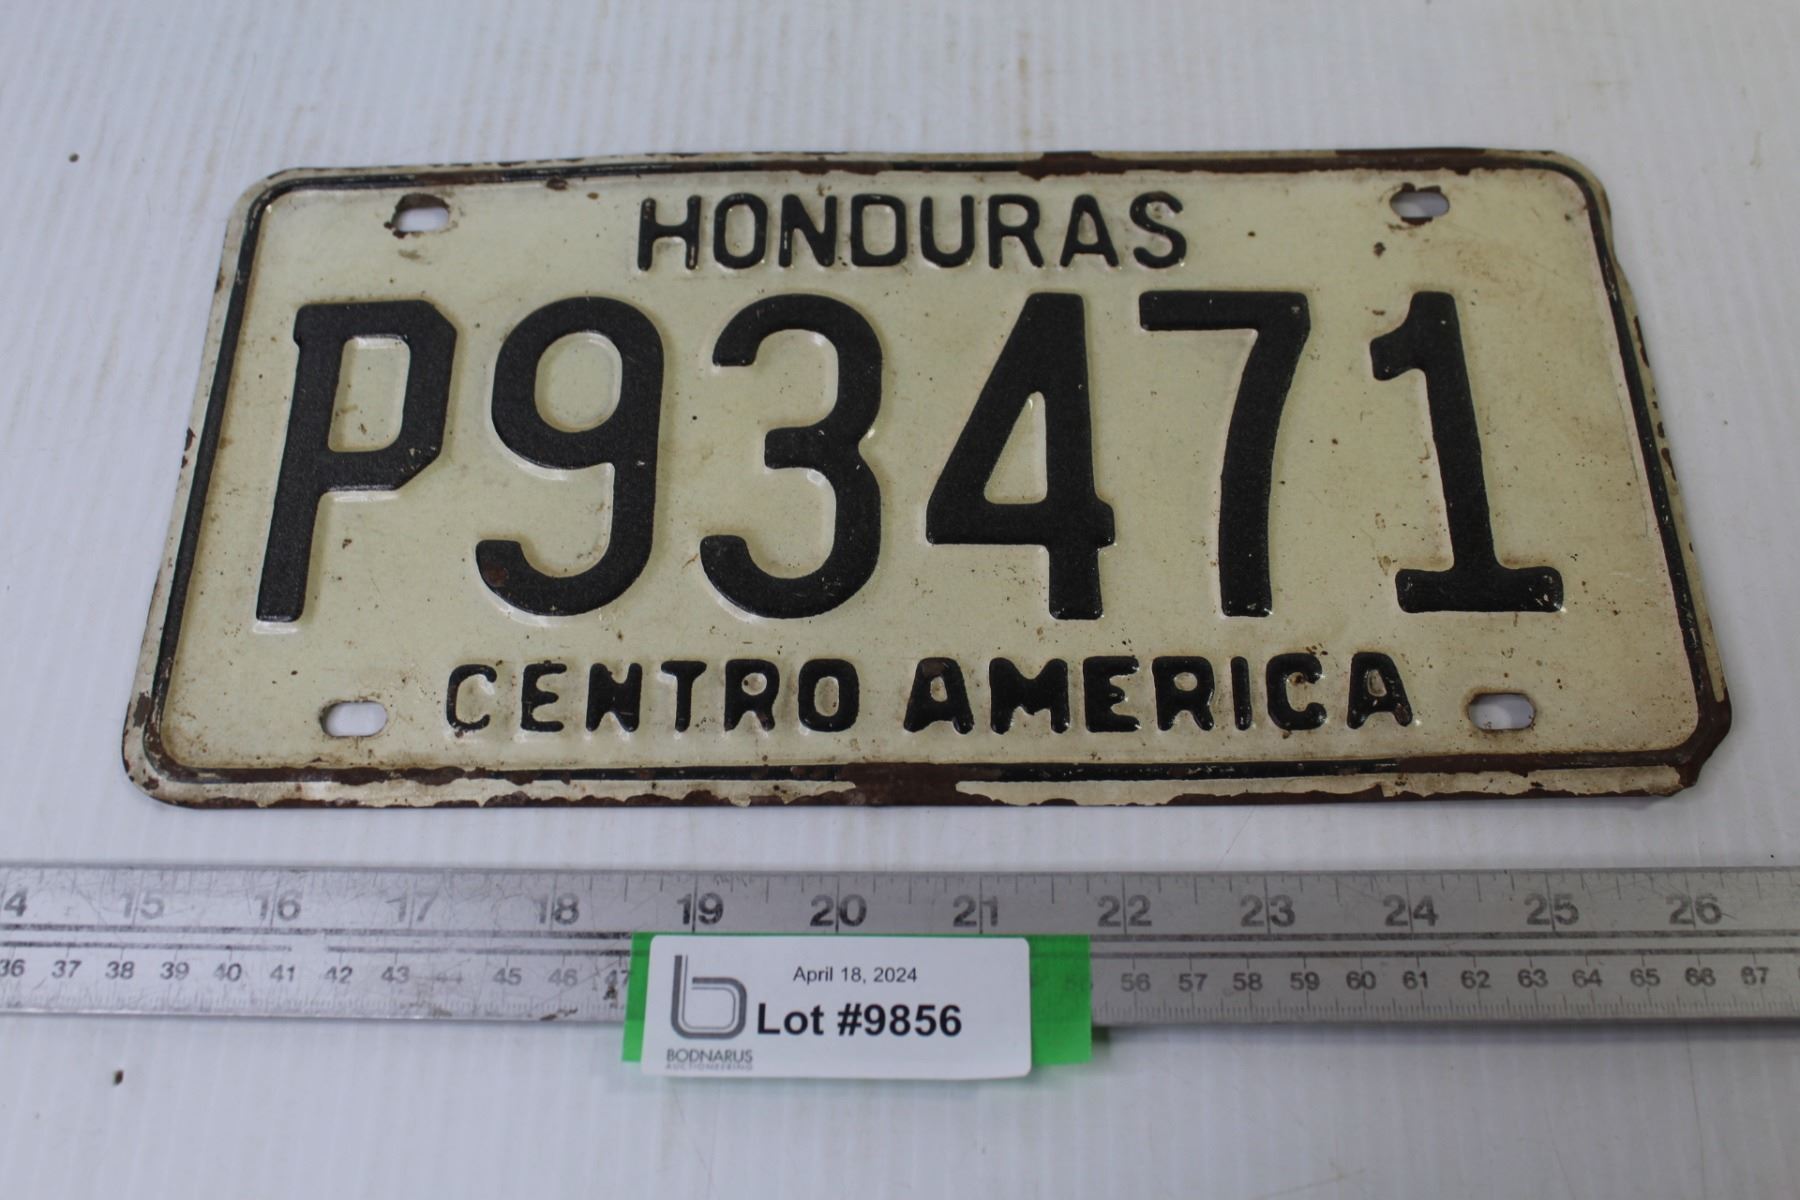 HONDURAS
P93471
CENTRO AMERICA
4 15 16 17 18 19 20 21 22 23 24 25 26
36 37 38 39 40 41 42 43 44 45 46 47 56 57 58 59 60 61 62 63 64 65 66 67
April 18, 2024
Lot #9856
BODNARUS
AUCTIONEERING